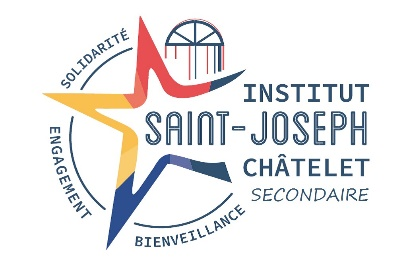 SOLIDARITÉ
ENGAGEMENT
BIENVEILLANCE
INSTITUT
SAINT-JOSEPH
CHÂTELET
SECONDAIRE